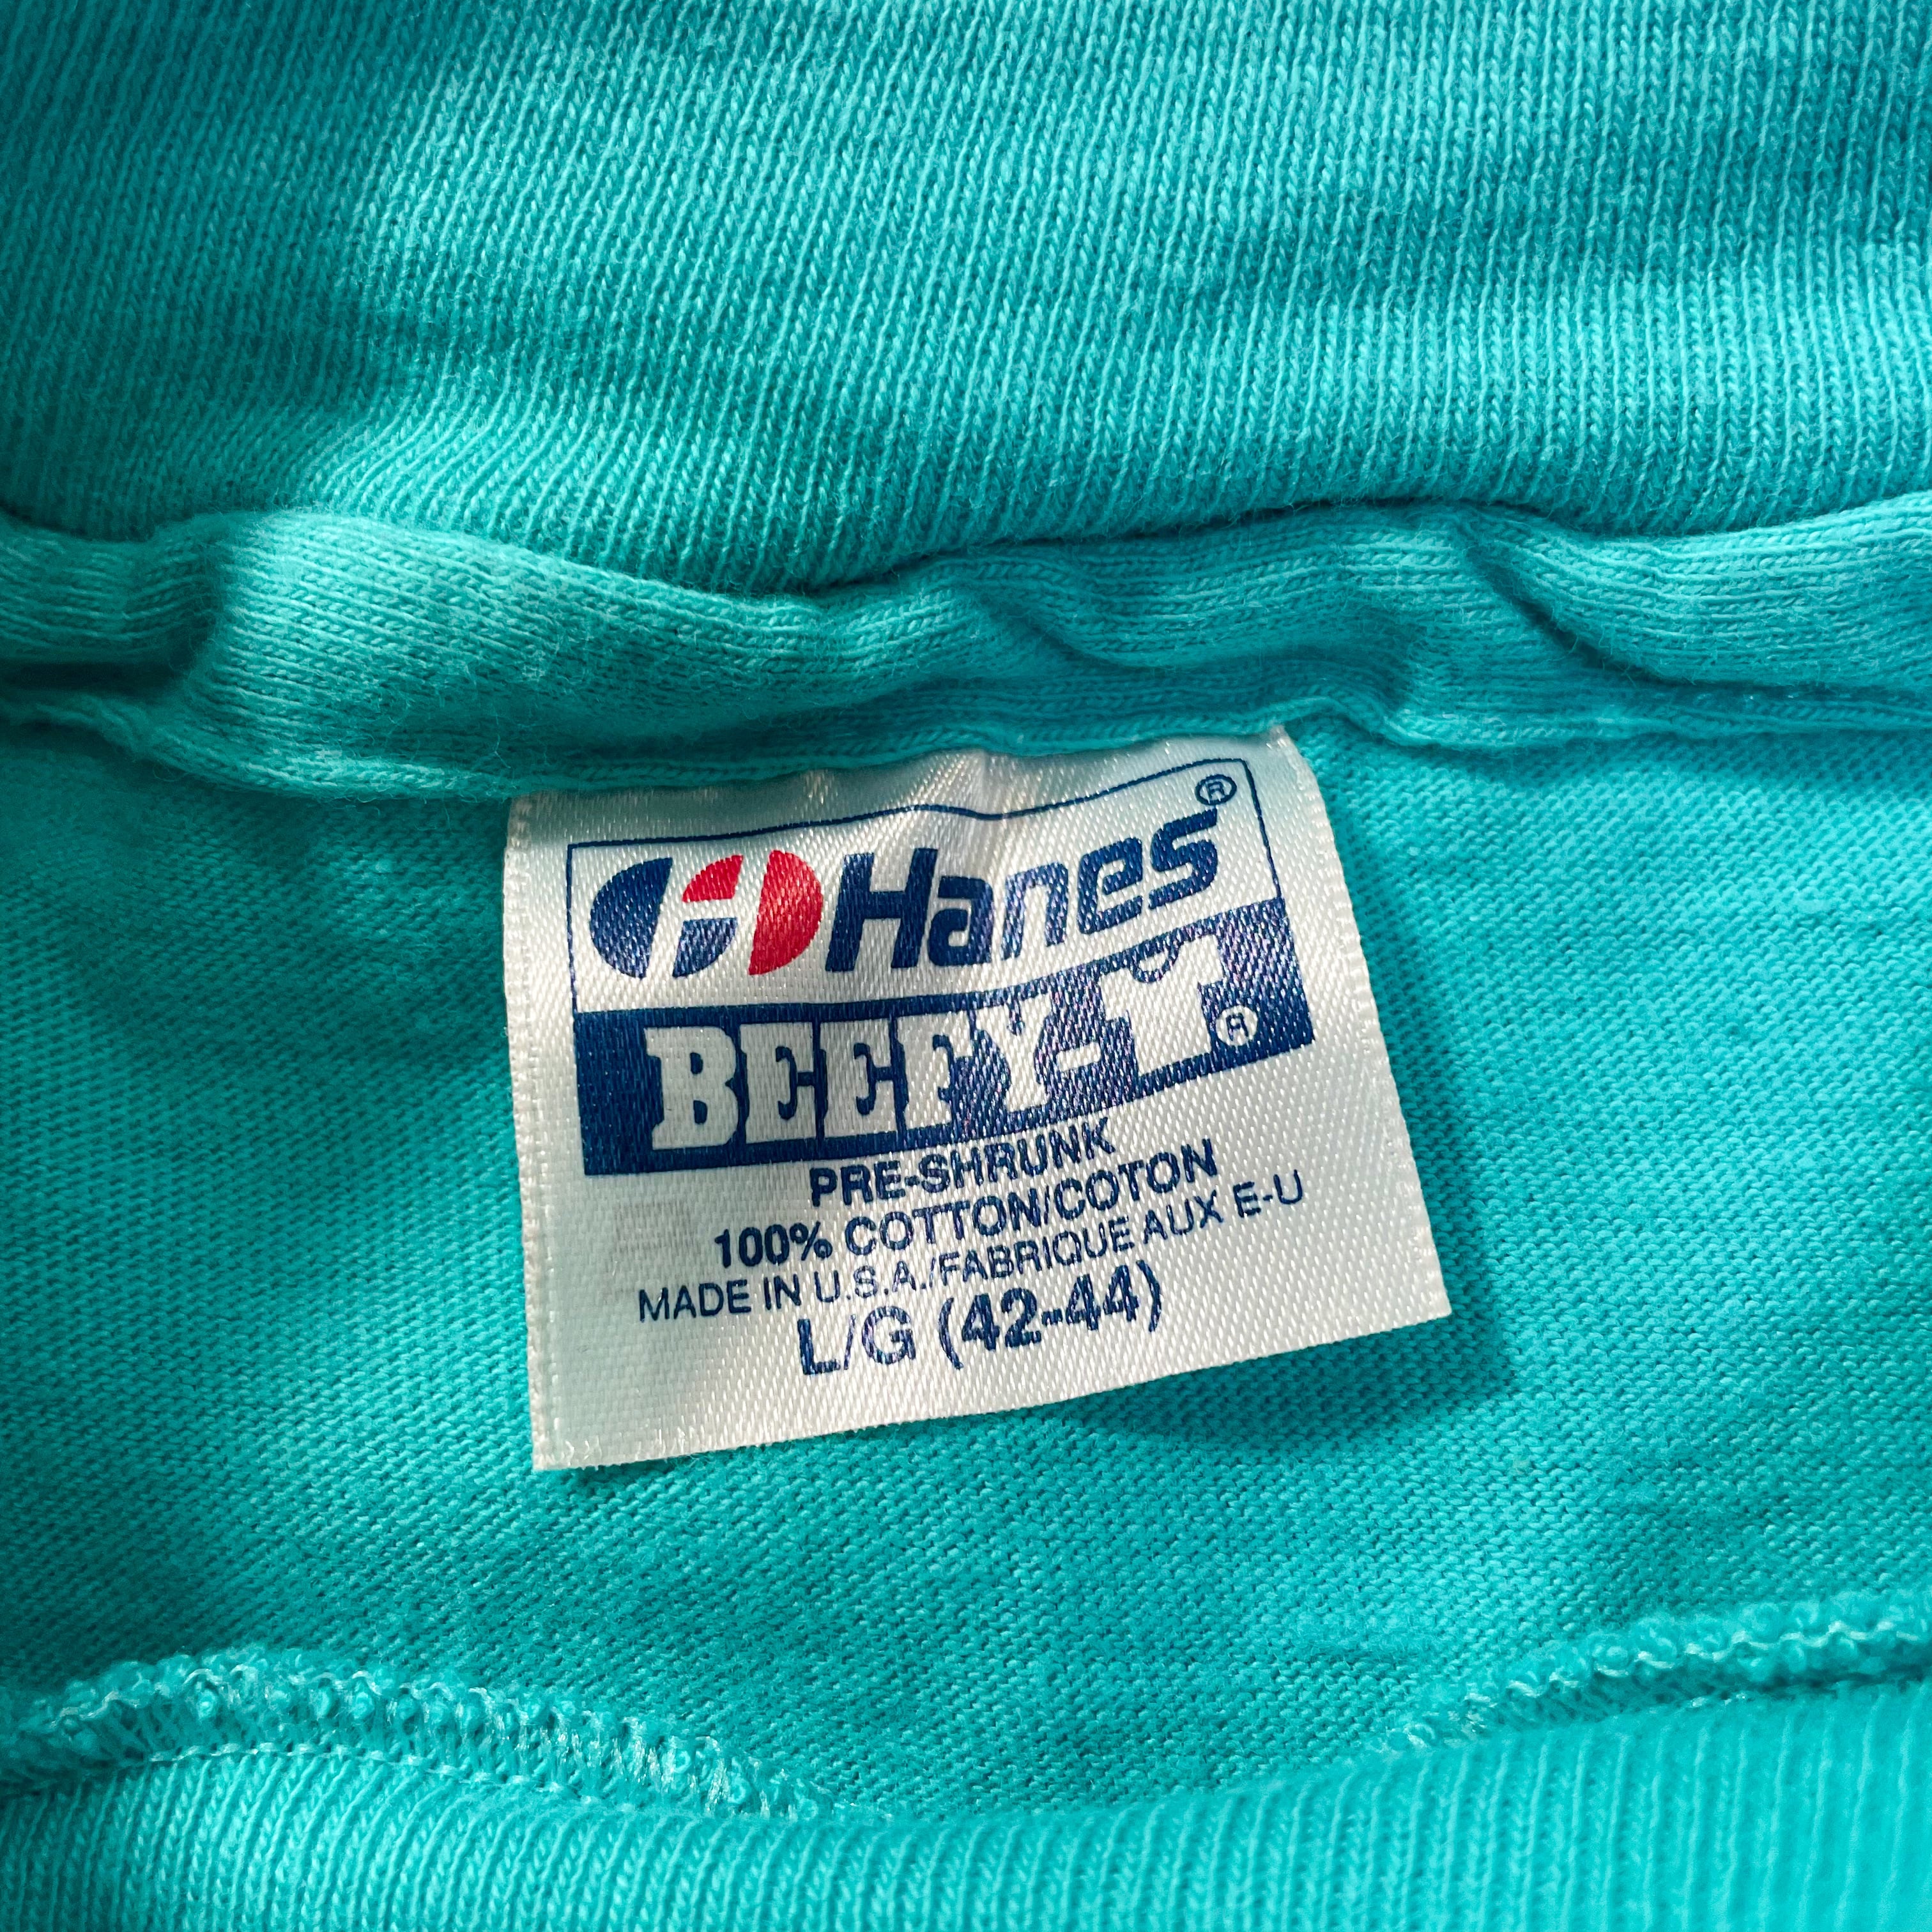 Hanes®
BEEFY-T®
PRE-SHRUNK
100% COTTON/COTON
MADE IN U.S.A./FABRIQUE AUX E-U
L/G (42-44)